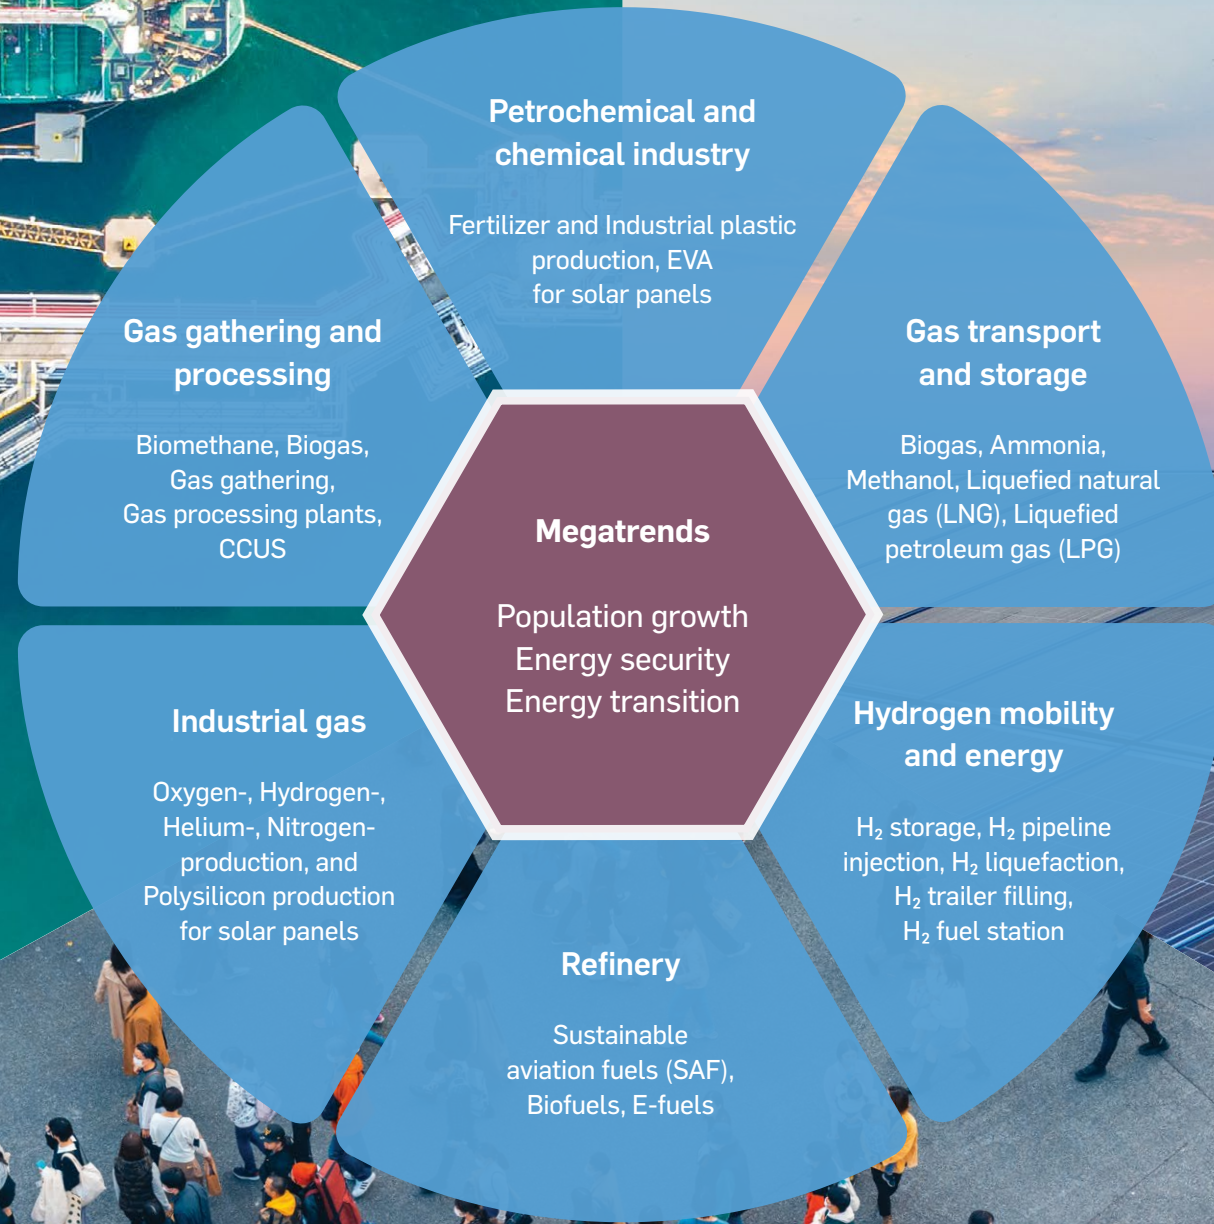 Petrochemical and
chemical industry
Fertilizer and Industrial plastic
production, EVA
for solar panels
Gas gathering and
processing
Biomethane, Biogas,
Gas gathering,
Gas processing plants,
CCUS
Gas transport
and storage
Biogas, Ammonia,
Methanol, Liquefied natural
gas (LNG), Liquefied
petroleum gas (LPG)
Megatrends
Population growth
Energy security
Energy transition
Industrial gas
Oxygen-, Hydrogen-,
Helium-, Nitrogen-
production, and
Polysilicon production
for solar panels
Hydrogen mobility
and energy
H₂ storage, H₂ pipeline
injection, H₂ liquefaction,
H₂ trailer filling,
H₂ fuel station
Refinery
Sustainable
aviation fuels (SAF),
Biofuels, E-fuels